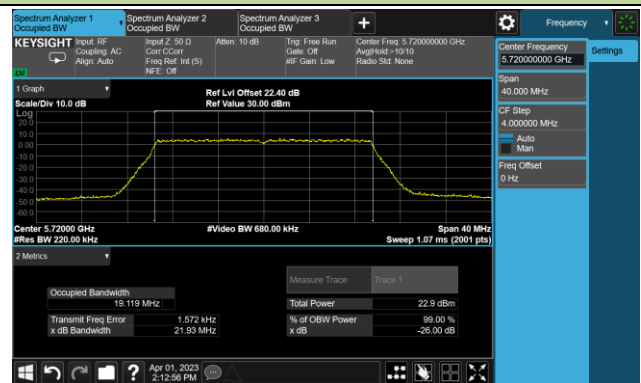 Spectrum Analyzer 1
Occupied BW
Spectrum Analyzer 2
Occupied BW
Spectrum Analyzer 3
Occupied BW
+
Frequency
KEYSIGHT
Input: RF
Coupling: AC
Align: Auto
Input Z: 50 Ω
Corr CCorr
Freq Ref: Int (S)
NFE: Off
Atten: 10 dB
Trig: Free Run
Gate: Off
#IF Gain: Low
Center Freq: 5.720000000 GHz
Avg|Hold:>10/10
Radio Std: None
Center Frequency
5.720000000 GHz
Settings
Span
40.000 MHz
CF Step
4.000000 MHz
Auto
Man
Freq Offset
0 Hz
1 Graph
Scale/Div 10.0 dB
Ref Lvl Offset 22.40 dB
Ref Value 30.00 dBm
Log
20.0
10.0
0.00
-10.0
-20.0
-30.0
-40.0
-50.0
-60.0
Center 5.72000 GHz
#Res BW 220.00 kHz
#Video BW 680.00 kHz
Span 40 MHz
Sweep 1.07 ms (2001 pts)
2 Metrics
Measure Trace
Trace 1
Occupied Bandwidth
19.119 MHz
Total Power
22.9 dBm
Transmit Freq Error
1.572 kHz
% of OBW Power
99.00 %
x dB Bandwidth
21.93 MHz
x dB
-26.00 dB
?
Apr 01, 2023
2:12:56 PM